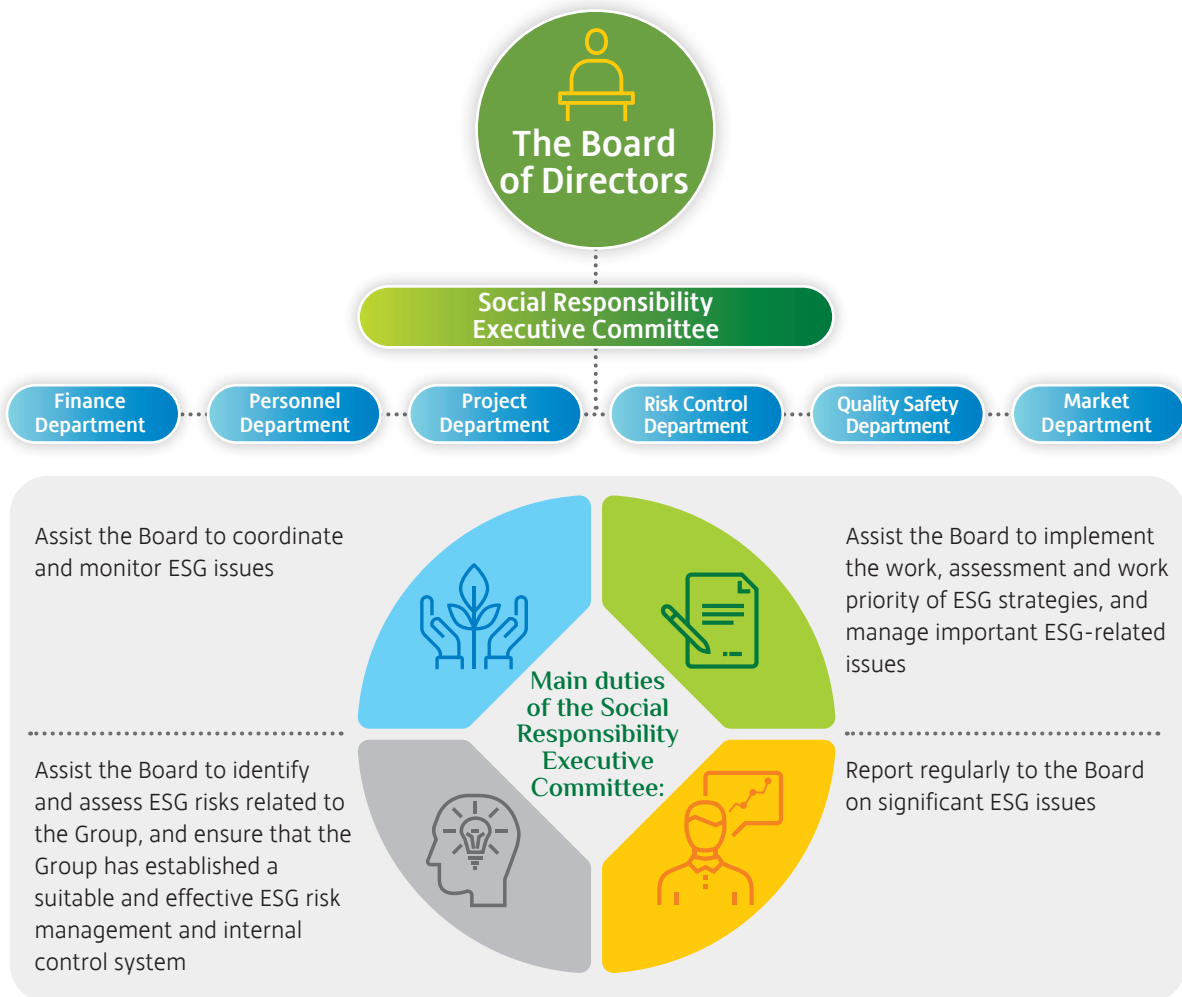 The Board
of Directors
Social Responsibility
Executive Committee
Finance
Department
Personnel
Department
Project
Department
Risk Control
Department
Quality Safety
Department
Market
Department
Assist the Board to coordinate
and monitor ESG issues
Assist the Board to implement
the work, assessment and work
priority of ESG strategies, and
manage important ESG-related
issues
Main duties
of the Social
Responsibility
Executive
Committee:
Assist the Board to identify
and assess ESG risks related to
the Group, and ensure that the
Group has established a
suitable and effective ESG risk
management and internal
control system
Report regularly to the Board
on significant ESG issues